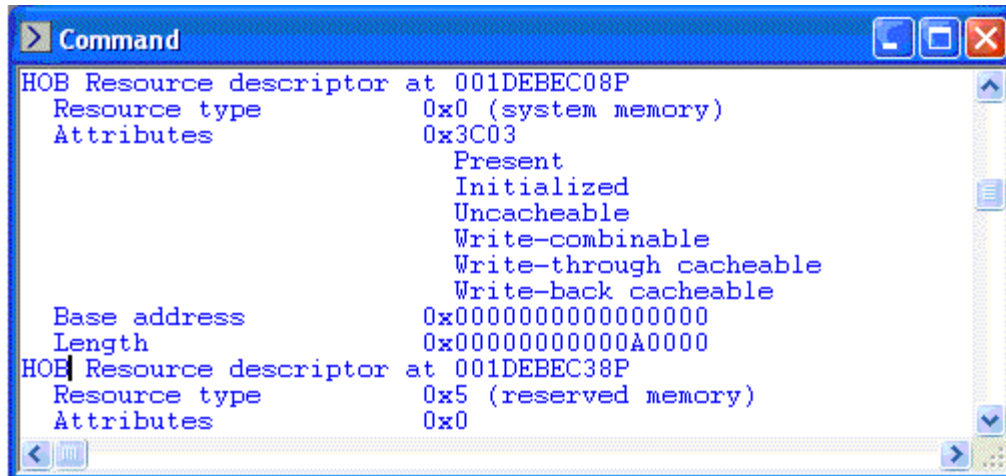 Command
HOB Resource descriptor at 001DEBEC08P
Resource type 0x0 (system memory)
Attributes 0x3C03
Present
Initialized
Uncacheable
Write-combinable
Write-through cacheable
Write-back cacheable
Base address 0x0000000000000000
Length 0x00000000000A0000
HOB Resource descriptor at 001DEBEC38P
Resource type 0x5 (reserved memory)
Attributes 0x0